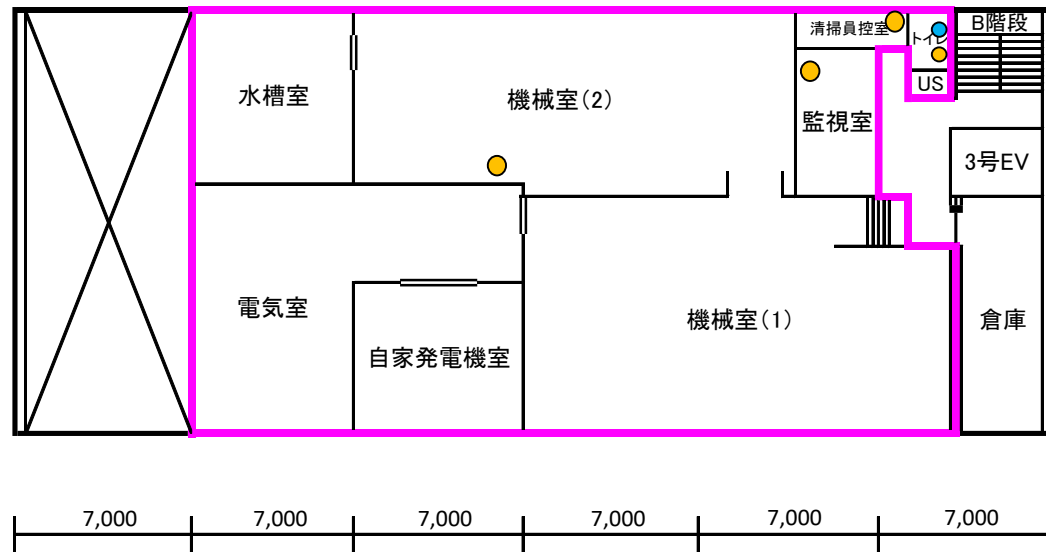 清掃員控室
トイレ
B階段
US
水槽室
機械室(2)
監視室
3号EV
電気室
機械室(1)
倉庫
自家発電機室
7,000
7,000
7,000
7,000
7,000
7,000